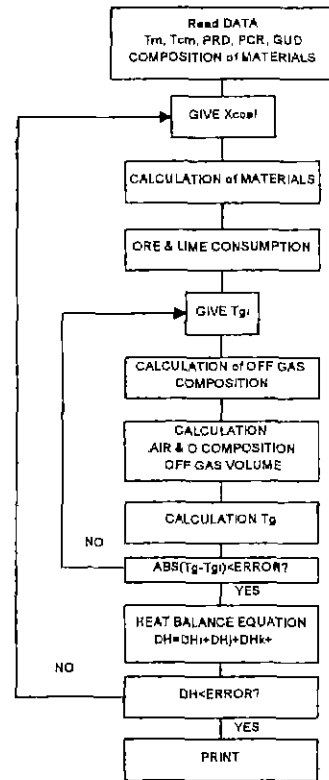 Read DATA
Tm, Tcm, PRD, PCR, GUD
COMPOSITION of MATERIALS
GIVE Xcoal
CALCULATION of MATERIALS
ORE & LIME CONSUMPTION
GIVE Tgi
CALCULATION of OFF GAS
COMPOSITION
CALCULATION
AIR & O COMPOSITION
OFF GAS VOLUME
CALCULATION Tg
NO
ABS(Tg-Tgi)<ERROR?
YES
HEAT BALANCE EQUATION
DH=DHi+DHj+DHk+
NO
DH<ERROR?
YES
PRINT